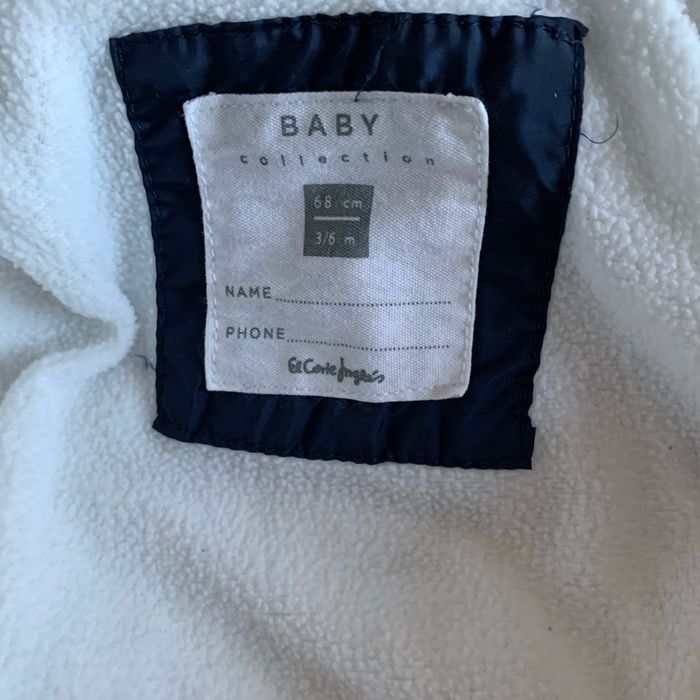 BABY
collection
68 cm
3/6 m
NAME
PHONE
El Corte Inglés